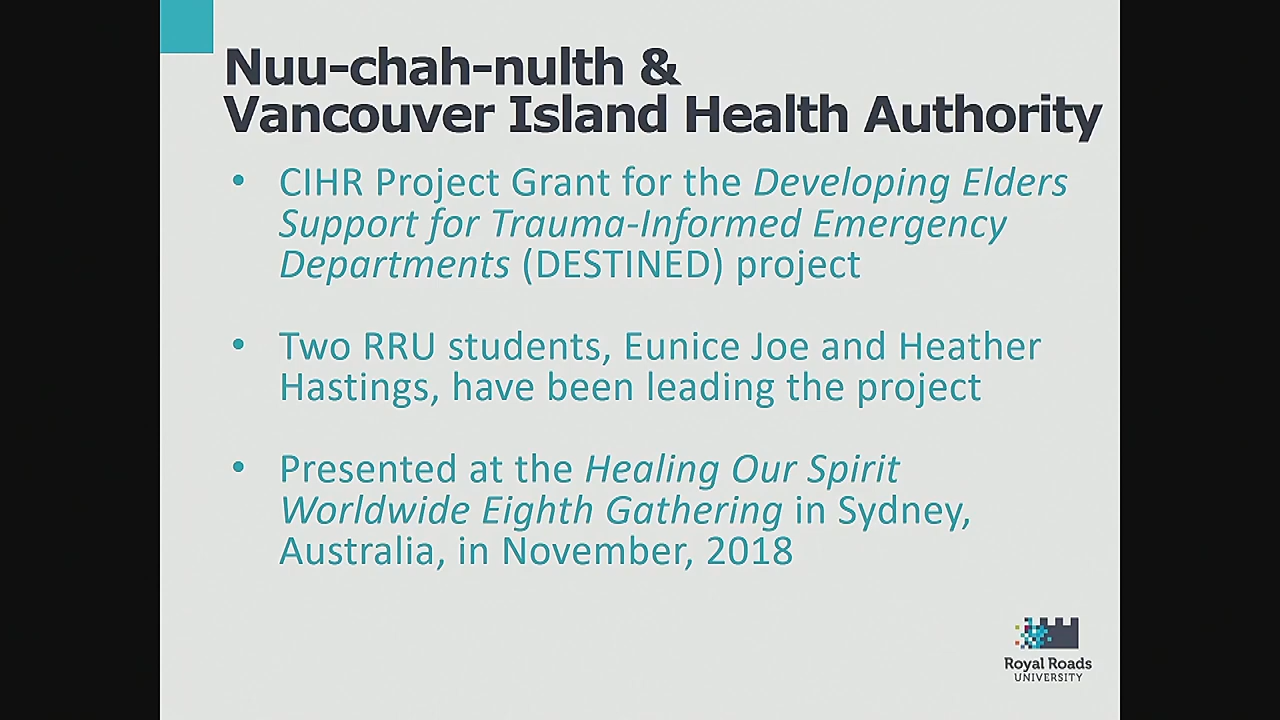 Nuu-chah-nulth &
Vancouver Island Health Authority
• CIHR Project Grant for the Developing Elders
Support for Trauma-Informed Emergency
Departments (DESTINED) project
• Two RRU students, Eunice Joe and Heather
Hastings, have been leading the project
• Presented at the Healing Our Spirit
Worldwide Eighth Gathering in Sydney,
Australia, in November, 2018
Royal Roads
UNIVERSITY